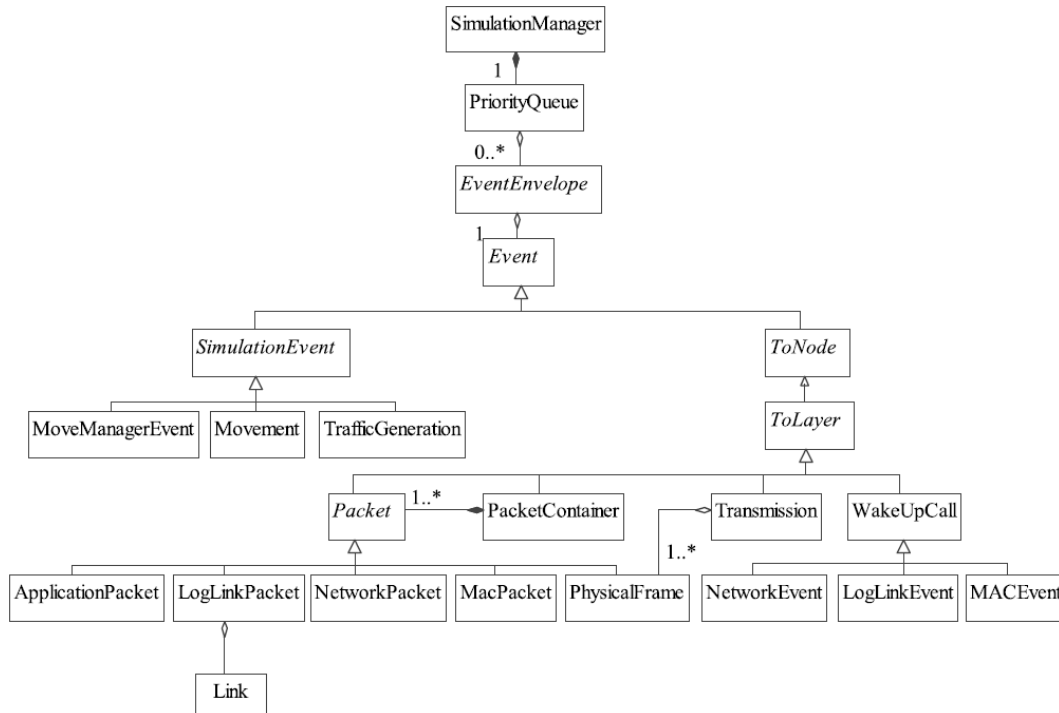 SimulationManager
1
PriorityQueue
0..*
EventEnvelope
1
Event
SimulationEvent
ToNode
MoveManagerEvent
Movement
TrafficGeneration
ToLayer
Packet
1..*
PacketContainer
Transmission
WakeUpCall
1..*
ApplicationPacket
LogLinkPacket
NetworkPacket
MacPacket
PhysicalFrame
NetworkEvent
LogLinkEvent
MACEvent
Link